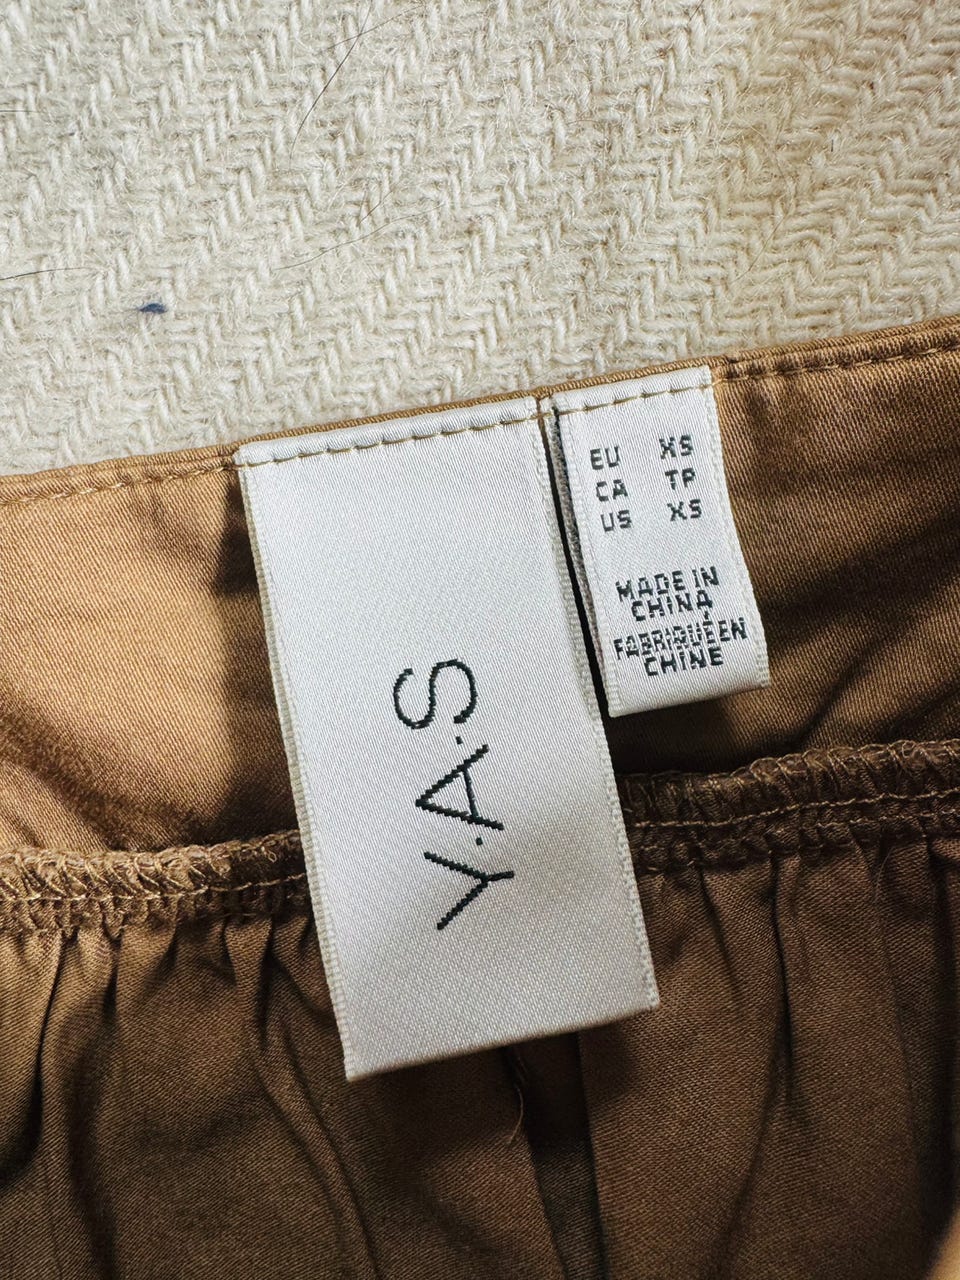 Y.A.S
EU XS
CA TP
US XS
MADE IN
CHINA
FABRIQUÉ EN
CHINE